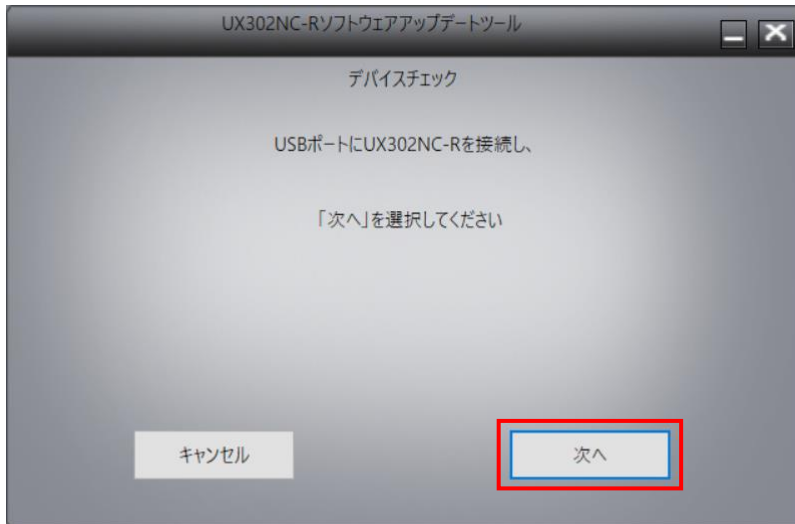 UX302NC-Rソフトウェアアップデートツール
デバイスチェック
USBポートにUX302NC-Rを接続し、
「次へ」を選択してください
キャンセル
次へ